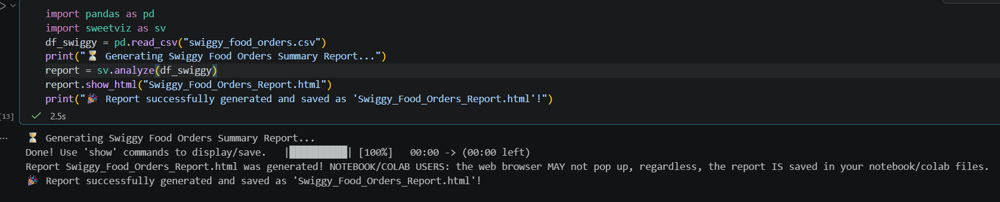 import pandas as pd
import sweetviz as sv
df_swiggy = pd.read_csv("swiggy_food_orders.csv")
print("⏳ Generating Swiggy Food Orders Summary Report...")
report = sv.analyze(df_swiggy)
report.show_html("Swiggy_Food_Orders_Report.html")
print("🎉 Report successfully generated and saved as 'Swiggy_Food_Orders_Report.html'!")
[13] 2.5s
⏳ Generating Swiggy Food Orders Summary Report...
Done! Use 'show' commands to display/save. |██████████| [100%] 00:00 -> (00:00 left)
Report Swiggy_Food_Orders_Report.html was generated! NOTEBOOK/COLAB USERS: the web browser MAY not pop up, regardless, the report IS saved in your notebook/colab files.
🎉 Report successfully generated and saved as 'Swiggy_Food_Orders_Report.html'!